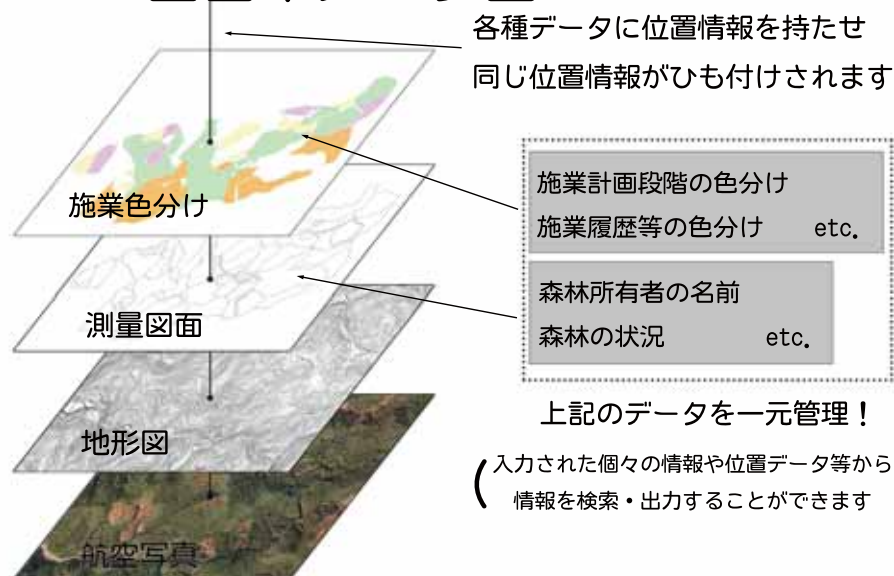 各種データに位置情報を持たせ
同じ位置情報がひも付けされます
施業色分け
施業計画段階の色分け
施業履歴等の色分け etc.
測量図面
森林所有者の名前
森林の状況 etc.
地形図
上記のデータを一元管理！
(入力された個々の情報や位置データ等から
情報を検索・出力することができます
航空写真